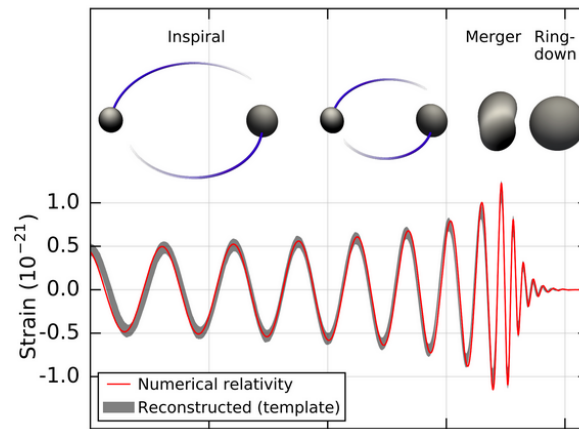 Inspiral
Merger
Ring-
down
1.0
0.5
0.0
-0.5
-1.0
Strain (10⁻²¹)
Numerical relativity
Reconstructed (template)